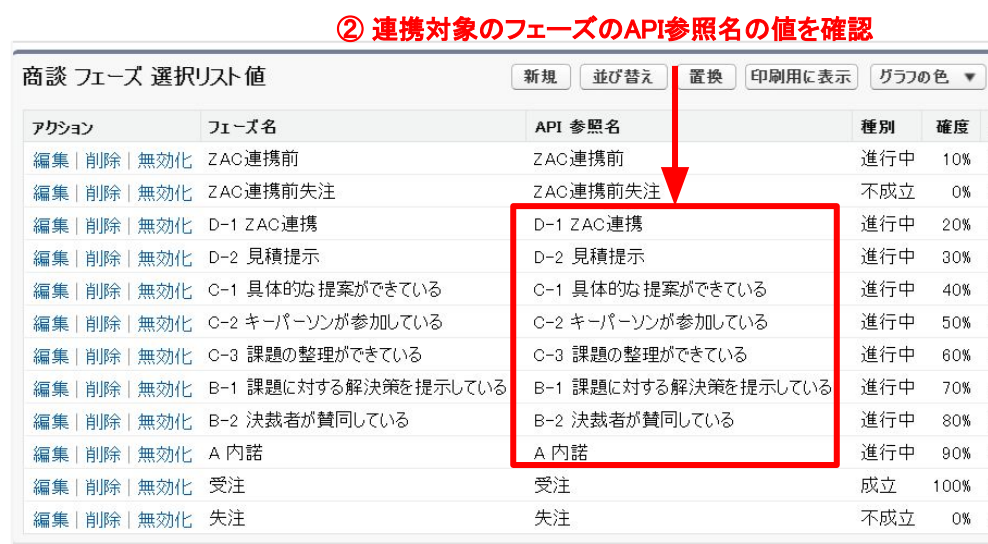 ② 連携対象のフェーズのAPI参照名の値を確認
商談 フェーズ 選択リスト値 新規 並び替え 置換 印刷用に表示 グラフの色 ▼
アクション フェーズ名 API 参照名 種別 確度
編集 | 削除 | 無効化 ZAC連携前 ZAC連携前 進行中 10%
編集 | 削除 | 無効化 ZAC連携前失注 ZAC連携前失注 不成立 0%
編集 | 削除 | 無効化 D-1 ZAC連携 D-1 ZAC連携 進行中 20%
編集 | 削除 | 無効化 D-2 見積提示 D-2 見積提示 進行中 30%
編集 | 削除 | 無効化 C-1 具体的な提案ができている C-1 具体的な提案ができている 進行中 40%
編集 | 削除 | 無効化 C-2 キーパーソンが参加している C-2 キーパーソンが参加している 進行中 50%
編集 | 削除 | 無効化 C-3 課題の整理ができている C-3 課題の整理ができている 進行中 60%
編集 | 削除 | 無効化 B-1 課題に対する解決策を提示している B-1 課題に対する解決策を提示している 進行中 70%
編集 | 削除 | 無効化 B-2 決裁者が賛同している B-2 決裁者が賛同している 進行中 80%
編集 | 削除 | 無効化 A 内諾 A 内諾 進行中 90%
編集 | 削除 | 無効化 受注 受注 成立 100%
編集 | 削除 | 無効化 失注 失注 不成立 0%